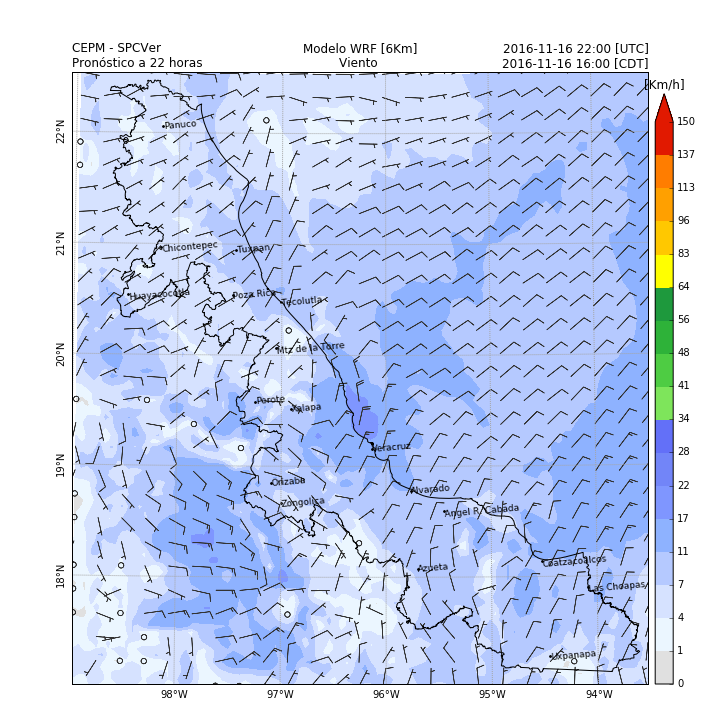 CEPM - SPCVer Modelo WRF [6Km] 2016-11-16 22:00 [UTC]
Pronóstico a 22 horas Viento 2016-11-16 16:00 [CDT]
[Km/h]
150
137
113
96
83
64
56
48
41
34
28
22
17
11
7
4
1
0
22°N
21°N
20°N
19°N
18°N
Panuco
Chicontepec
Tuxpan
Huayacocotla
Poza Rica
Tecolutla
Mtz de la Torre
Perote
Xalapa
Veracruz
Orizaba
Alvarado
Zongolica
Angel R. Cabada
Azueta
Coatzacoalcos
Las Choapas
Uxpanapa
98°W 97°W 96°W 95°W 94°W